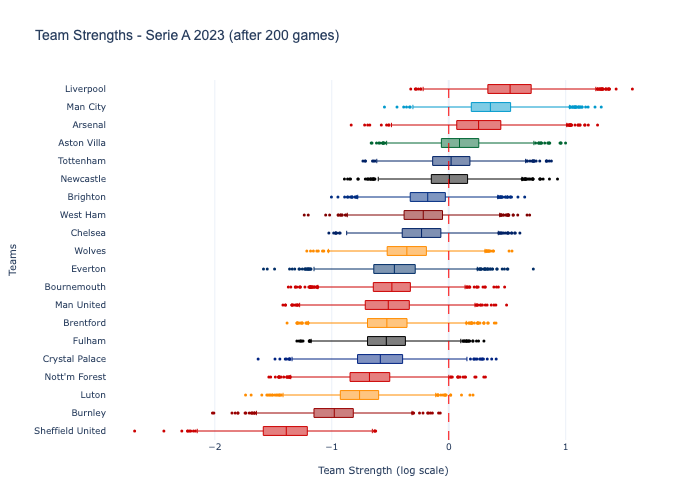 Team Strengths - Serie A 2023 (after 200 games)
Liverpool
Man City
Arsenal
Aston Villa
Tottenham
Newcastle
Brighton
West Ham
Chelsea
Wolves
Everton
Bournemouth
Man United
Brentford
Fulham
Crystal Palace
Nott'm Forest
Luton
Burnley
Sheffield United
Teams
−2 −1 0 1
Team Strength (log scale)